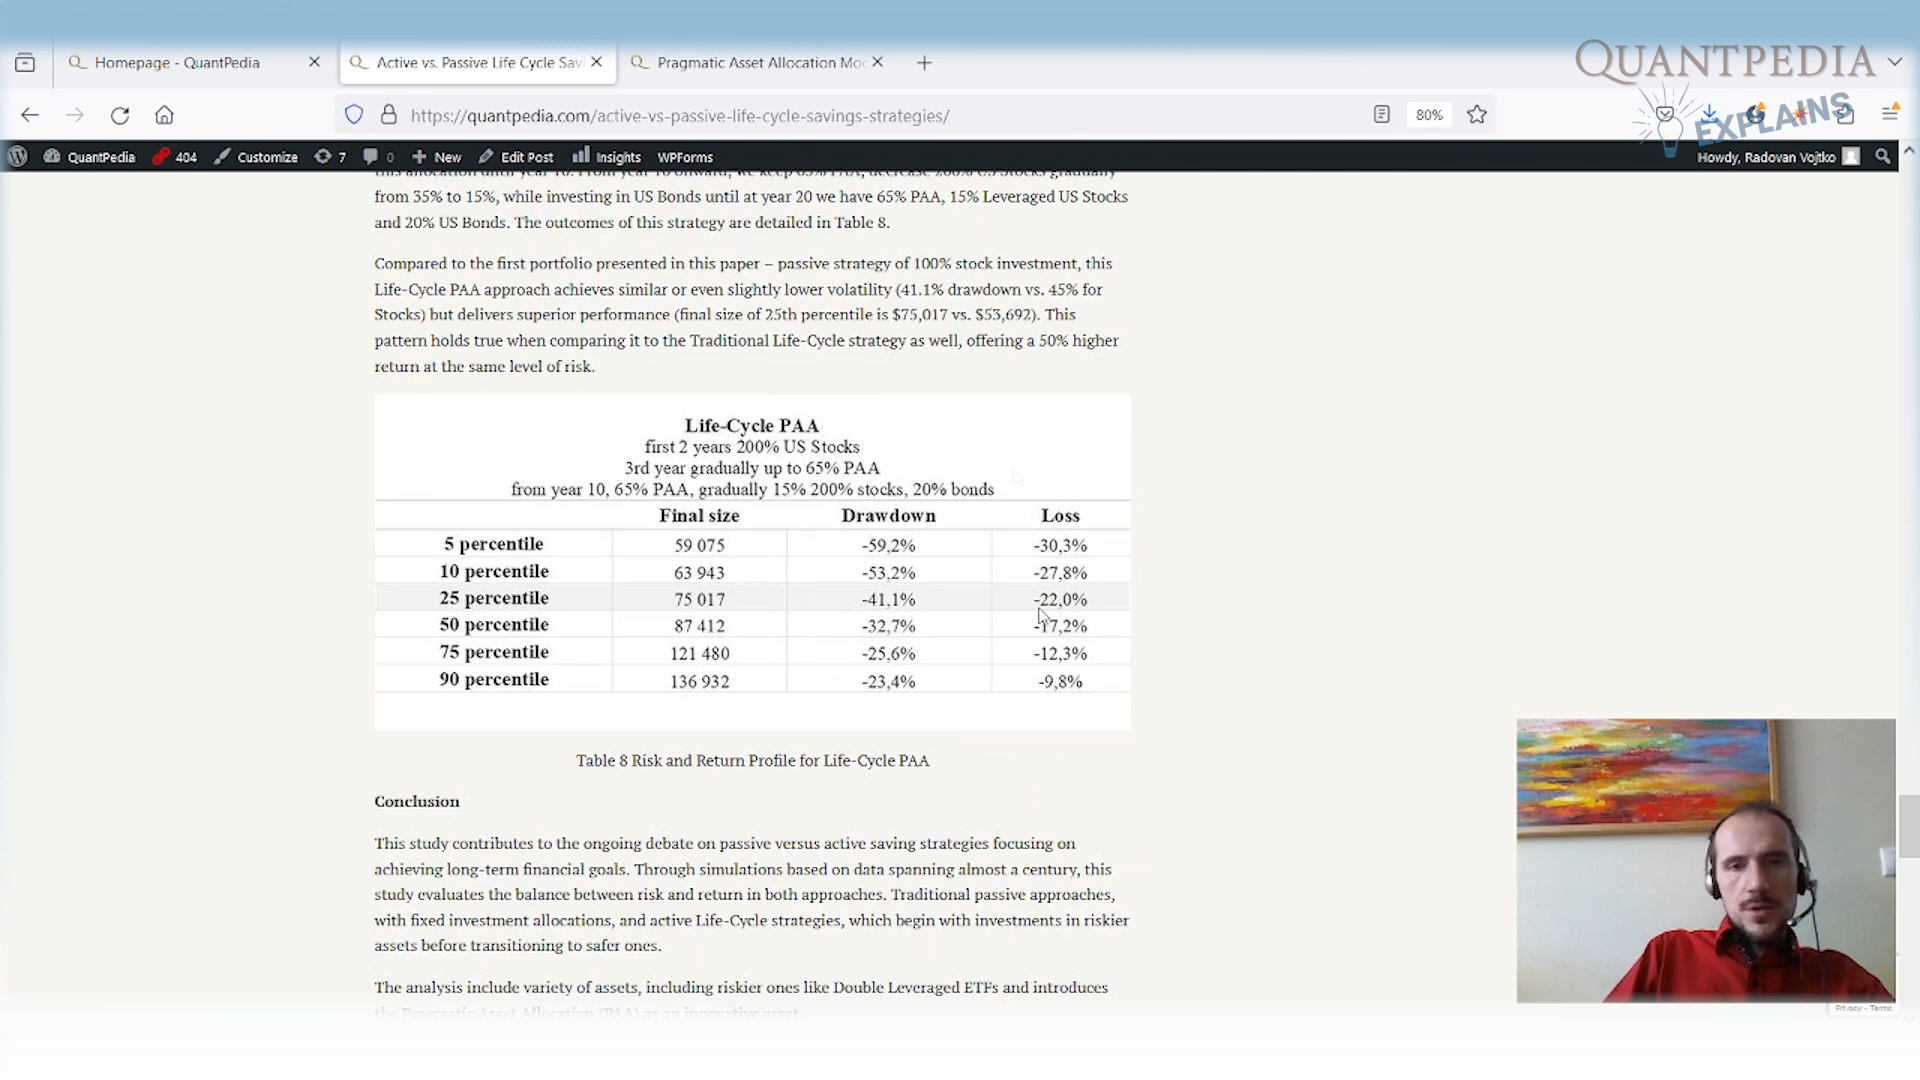 Homepage - QuantPedia
Active vs. Passive Life Cycle Savi
Pragmatic Asset Allocation Mod
QUANTPEDIA
EXPLAINS
https://quantpedia.com/active-vs-passive-life-cycle-savings-strategies/
80%
QuantPedia
404
Customize
7
0
New
Edit Post
Insights
WPForms
Howdy, Radovan Vojtko
from 35% to 15%, while investing in US Bonds until at year 20 we have 65% PAA, 15% Leveraged US Stocks
and 20% US Bonds. The outcomes of this strategy are detailed in Table 8.
Compared to the first portfolio presented in this paper – passive strategy of 100% stock investment, this
Life-Cycle PAA approach achieves similar or even slightly lower volatility (41.1% drawdown vs. 45% for
Stocks) but delivers superior performance (final size of 25th percentile is $75,017 vs. $53,692). This
pattern holds true when comparing it to the Traditional Life-Cycle strategy as well, offering a 50% higher
return at the same level of risk.
Life-Cycle PAA
first 2 years 200% US Stocks
3rd year gradually up to 65% PAA
from year 10, 65% PAA, gradually 15% 200% stocks, 20% bonds
Final size Drawdown Loss
5 percentile 59 075 -59,2% -30,3%
10 percentile 63 943 -53,2% -27,8%
25 percentile 75 017 -41,1% -22,0%
50 percentile 87 412 -32,7% -17,2%
75 percentile 121 480 -25,6% -12,3%
90 percentile 136 932 -23,4% -9,8%
Table 8 Risk and Return Profile for Life-Cycle PAA
Conclusion
This study contributes to the ongoing debate on passive versus active saving strategies focusing on
achieving long-term financial goals. Through simulations based on data spanning almost a century, this
study evaluates the balance between risk and return in both approaches. Traditional passive approaches,
with fixed investment allocations, and active Life-Cycle strategies, which begin with investments in riskier
assets before transitioning to safer ones.
The analysis include variety of assets, including riskier ones like Double Leveraged ETFs and introduces
the Pragmatic Asset Allocation (PAA) as an innovative asset
Privacy - Terms